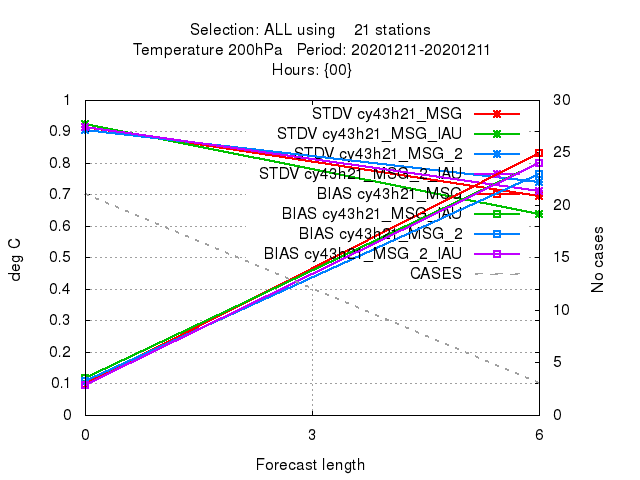 Selection: ALL using 21 stations
Temperature 200hPa Period: 20201211-20201211
Hours: {00}
1
0.9
0.8
0.7
0.6
0.5
0.4
0.3
0.2
0.1
0
deg C
STDV cy43h21_MSG
STDV cy43h21_MSG_IAU
STDV cy43h21_MSG_2
STDV cy43h21_MSG_2_IAU
BIAS cy43h21_MSG
BIAS cy43h21_MSG_IAU
BIAS cy43h21_MSG_2
BIAS cy43h21_MSG_2_IAU
CASES
30
25
20
15
10
5
0
No cases
0 3 6
Forecast length